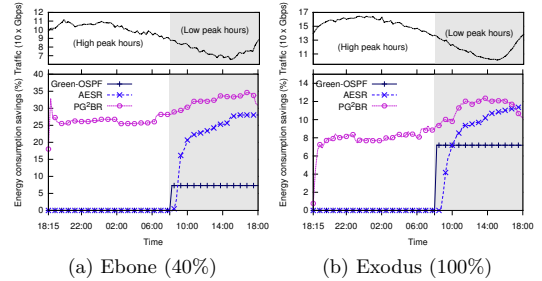 Traffic (10 x Gbps)
12
11
10
9
8
7
6
(High peak hours)
(Low peak hours)
Energy consumption savings (%)
40
35
30
25
20
15
10
5
0
Green-OSPF
AESR
PG²BR
18:15 22:00 02:00 06:00 10:00 14:00 18:00
Time
(a) Ebone (40%)
Traffic (10 x Gbps)
17
15
13
11
9
(High peak hours)
(Low peak hours)
Energy consumption savings (%)
16
14
12
10
8
6
4
2
0
Green-OSPF
AESR
PG²BR
18:15 22:00 02:00 06:00 10:00 14:00 18:00
Time
(b) Exodus (100%)